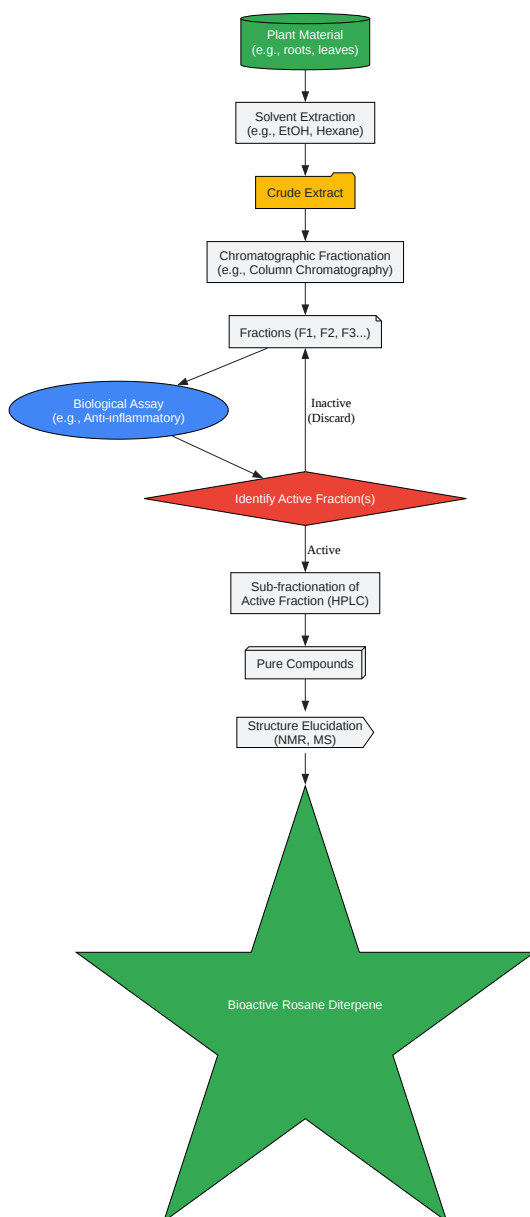 Plant Material
(e.g., roots, leaves)
Solvent Extraction
(e.g., EtOH, Hexane)
Crude Extract
Chromatographic Fractionation
(e.g., Column Chromatography)
Fractions (F1, F2, F3...)
Biological Assay
(e.g., Anti-inflammatory)
Inactive
(Discard)
Identify Active Fraction(s)
Active
Sub-fractionation of
Active Fraction (HPLC)
Pure Compounds
Structure Elucidation
(NMR, MS)
Bioactive Rosane Diterpene